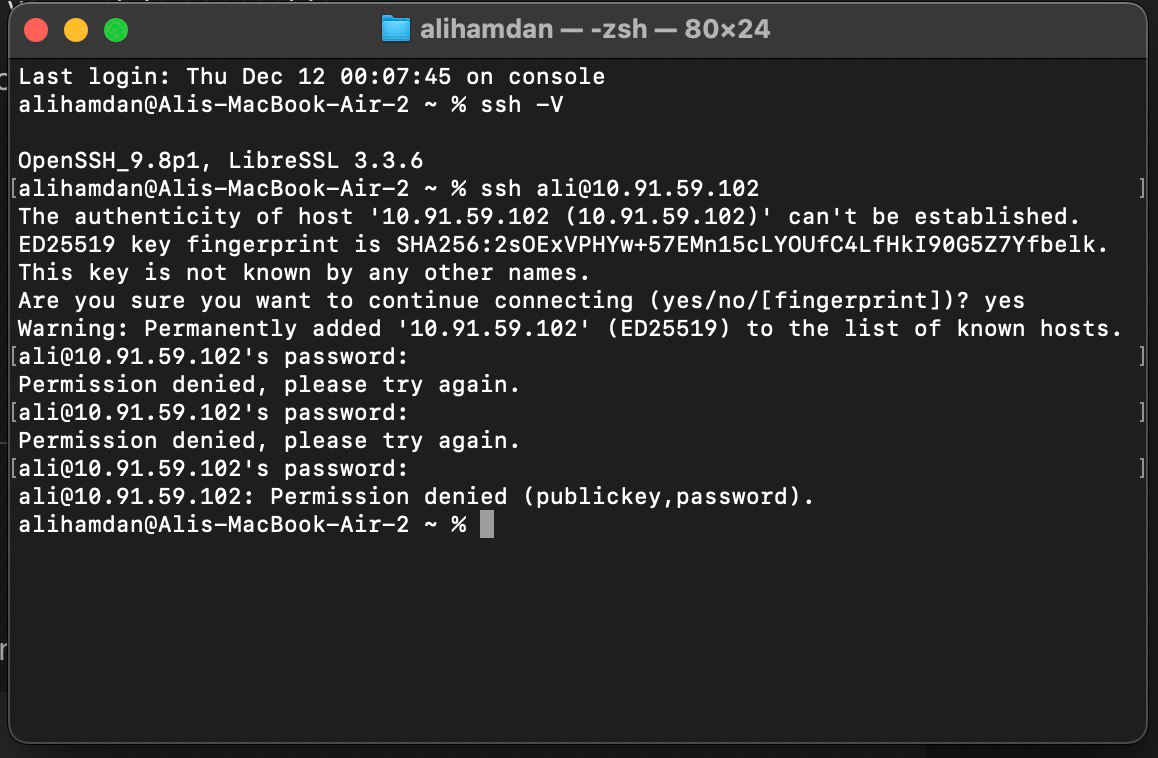 alihamdan — -zsh — 80×24
Last login: Thu Dec 12 00:07:45 on console
alihamdan@Alis-MacBook-Air-2 ~ % ssh -V
OpenSSH_9.8p1, LibreSSL 3.3.6
[alihamdan@Alis-MacBook-Air-2 ~ % ssh ali@10.91.59.102 ]
The authenticity of host '10.91.59.102 (10.91.59.102)' can't be established.
ED25519 key fingerprint is SHA256:2sOExVPHYw+57EMn15cLYOUfC4LfHkI90G5Z7Yfbelk.
This key is not known by any other names.
Are you sure you want to continue connecting (yes/no/[fingerprint])? yes
Warning: Permanently added '10.91.59.102' (ED25519) to the list of known hosts.
[ali@10.91.59.102's password: ]
Permission denied, please try again.
[ali@10.91.59.102's password: ]
Permission denied, please try again.
[ali@10.91.59.102's password: ]
ali@10.91.59.102: Permission denied (publickey,password).
alihamdan@Alis-MacBook-Air-2 ~ %